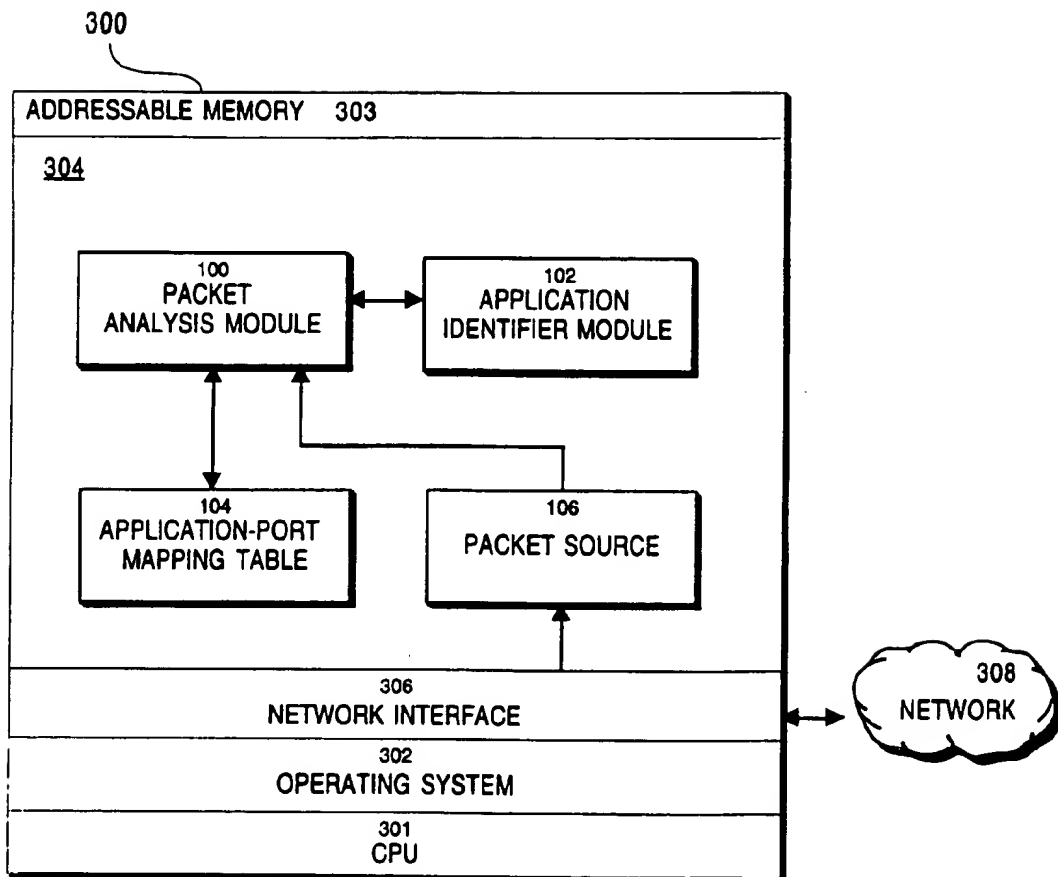 300
ADDRESSABLE MEMORY 303
304
100
PACKET
ANALYSIS MODULE
102
APPLICATION
IDENTIFIER MODULE
104
APPLICATION-PORT
MAPPING TABLE
106
PACKET SOURCE
306
NETWORK INTERFACE
308
NETWORK
302
OPERATING SYSTEM
301
CPU